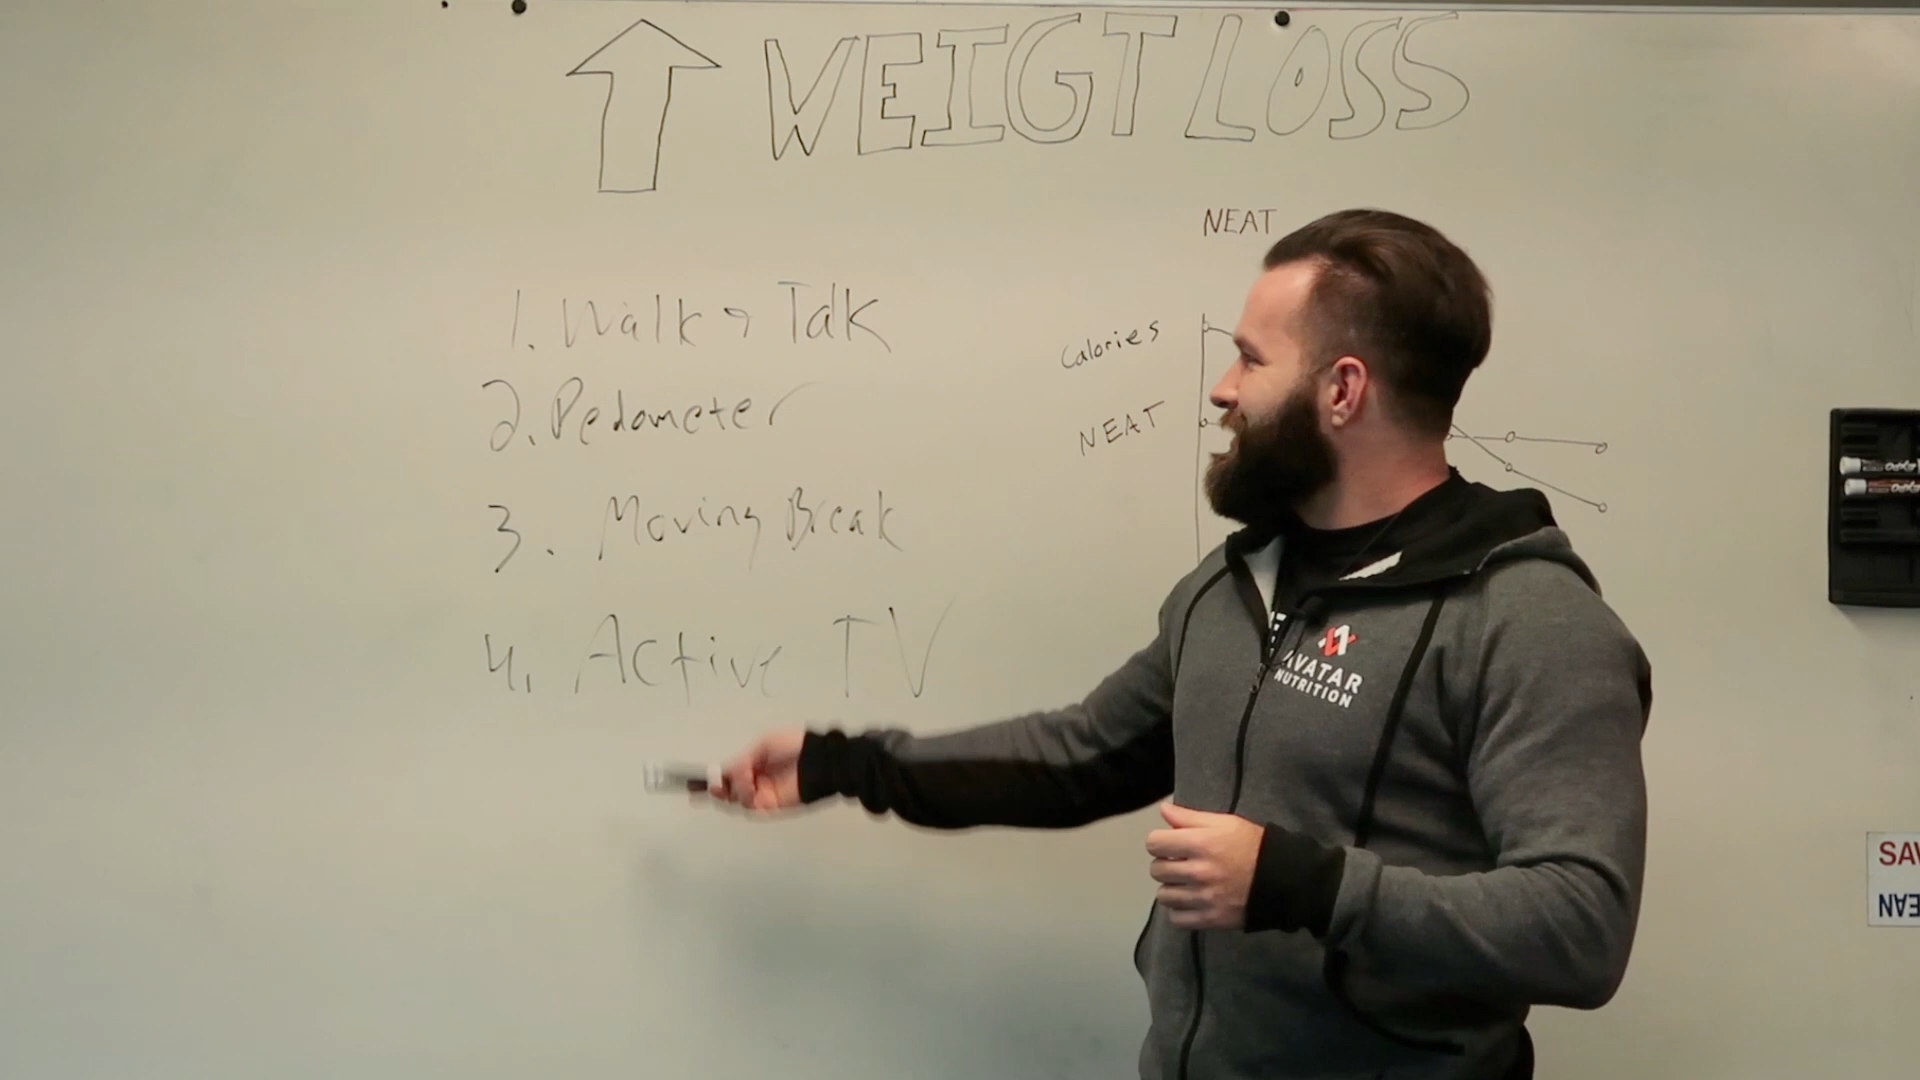 ↑ WEIGT LOSS
NEAT
1. Walk & Talk
2. Pedometer
3. Moving Break
4. Active TV
Calories
NEAT
AVATAR
NUTRITION